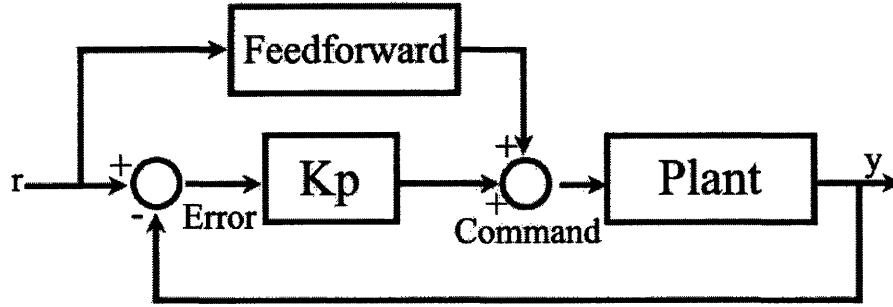 Feedforward
+
r
+
-
Error
Kp
+
+
Command
Plant
y